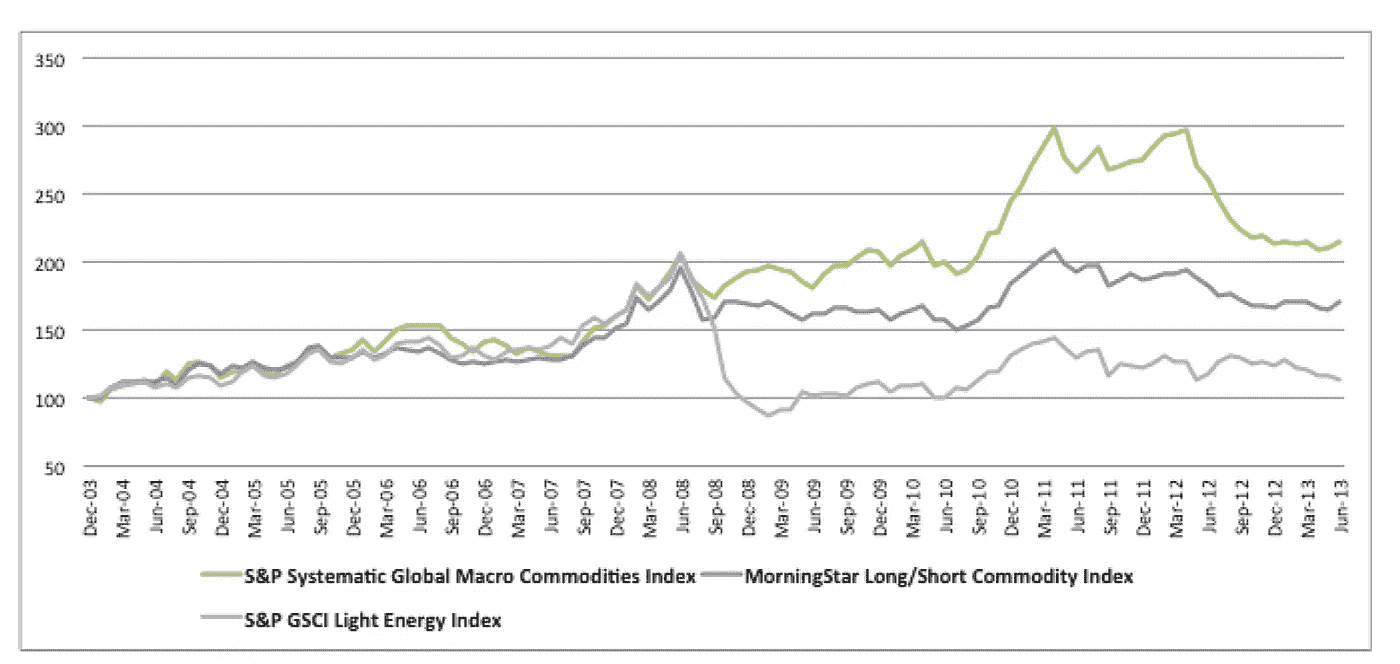 350
300
250
200
150
100
50
Dec-03 Mar-04 Jun-04 Sep-04 Dec-04 Mar-05 Jun-05 Sep-05 Dec-05 Mar-06 Jun-06 Sep-06 Dec-06 Mar-07 Jun-07 Sep-07 Dec-07 Mar-08 Jun-08 Sep-08 Dec-08 Mar-09 Jun-09 Sep-09 Dec-09 Mar-10 Jun-10 Sep-10 Dec-10 Mar-11 Jun-11 Sep-11 Dec-11 Mar-12 Jun-12 Sep-12 Dec-12 Mar-13 Jun-13
S&P Systematic Global Macro Commodities Index MorningStar Long/Short Commodity Index
S&P GSCI Light Energy Index